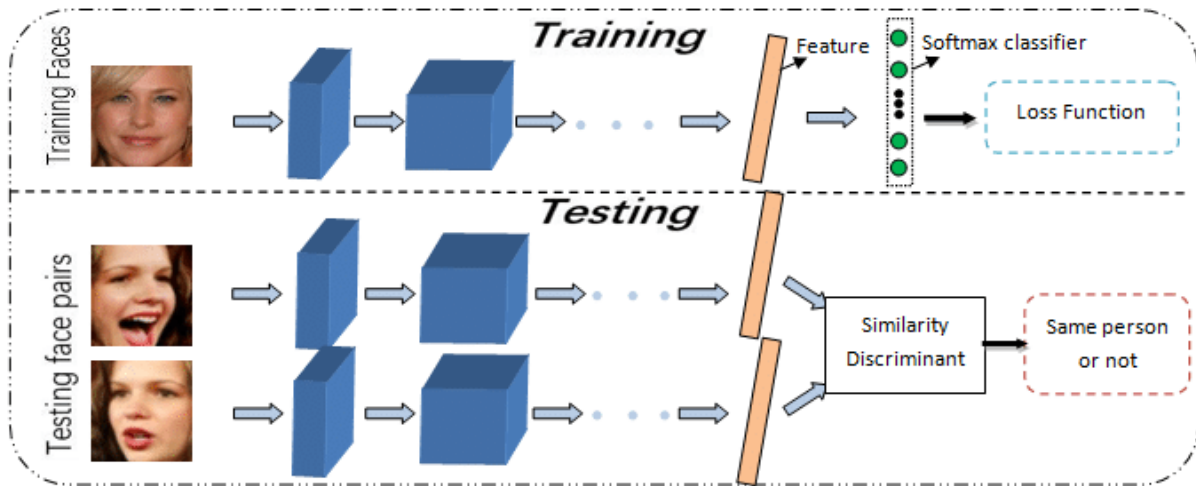 Training
Training Faces
Feature
Softmax classifier
Loss Function
Testing
Testing face pairs
Similarity
Discriminant
Same person
or not